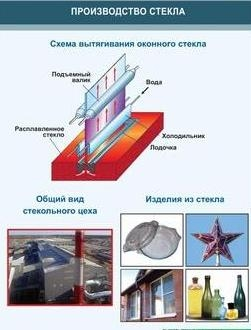 ПРОИЗВОДСТВО СТЕКЛА
Схема вытягивания оконного стекла
Подъемный
валик
Вода
Расплавленное
стекло
Холодильник
Лодочка
Общий вид
стекольного цеха
Изделия из стекла